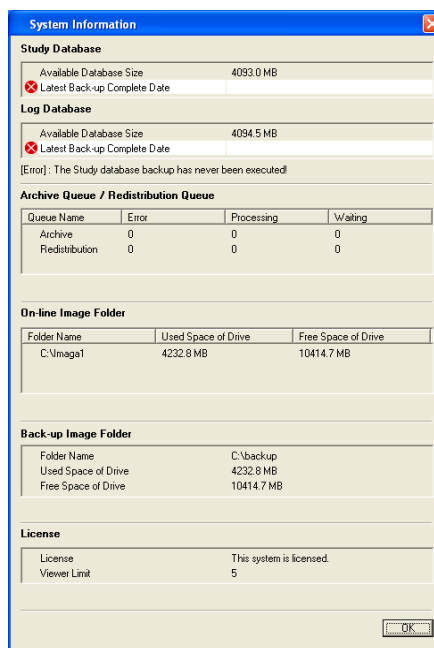 System Information
Study Database
Available Database Size 4093.0 MB
Latest Back-up Complete Date
Log Database
Available Database Size 4094.5 MB
Latest Back-up Complete Date
[Error] : The Study database backup has never been executed!
Archive Queue / Redistribution Queue
Queue Name Error Processing Waiting
Archive 0 0 0
Redistribution 0 0 0
On-line Image Folder
Folder Name Used Space of Drive Free Space of Drive
C:\Imaga1 4232.8 MB 10414.7 MB
Back-up Image Folder
Folder Name C:\backup
Used Space of Drive 4232.8 MB
Free Space of Drive 10414.7 MB
License
License This system is licensed.
Viewer Limit 5
OK